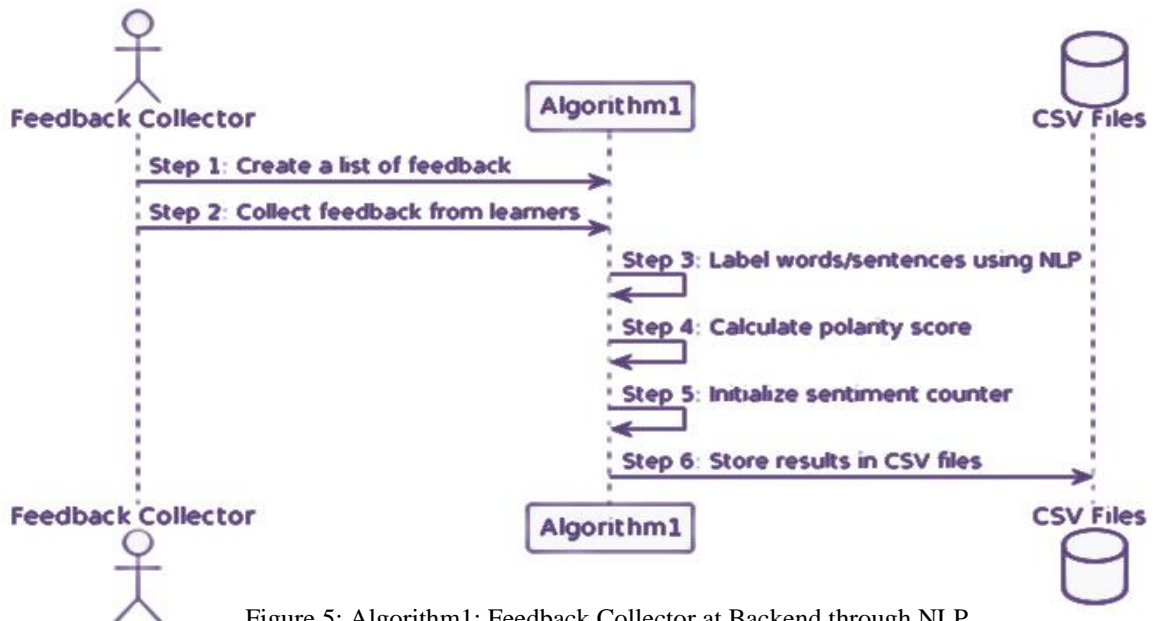 Feedback Collector
Algorithm1
CSV Files
Step 1: Create a list of feedback
Step 2: Collect feedback from learners
Step 3: Label words/sentences using NLP
Step 4: Calculate polarity score
Step 5: Initialize sentiment counter
Step 6: Store results in CSV files
Feedback Collector
Algorithm1
CSV Files
Figure 5: Algorithm1: Feedback Collector at Backend through NLP